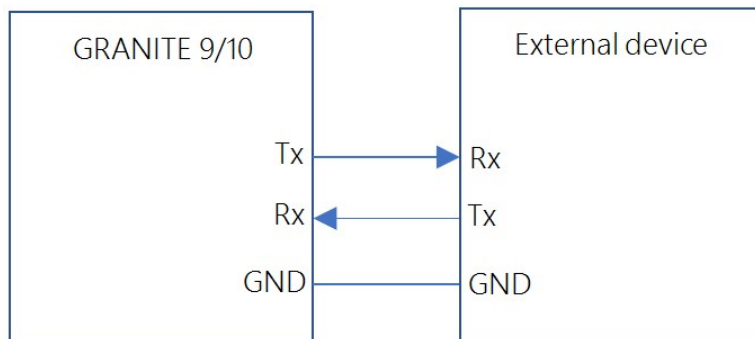 GRANITE 9/10
External device
Tx
Rx
Rx
Tx
GND
GND